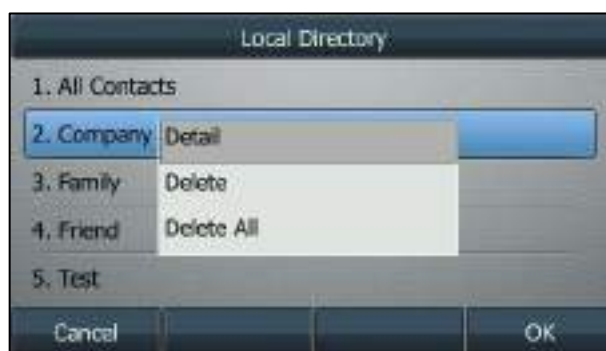 Local Directory
1. All Contacts
2. Company
Detail
3. Family
Delete
4. Friend
Delete All
5. Test
Cancel
OK